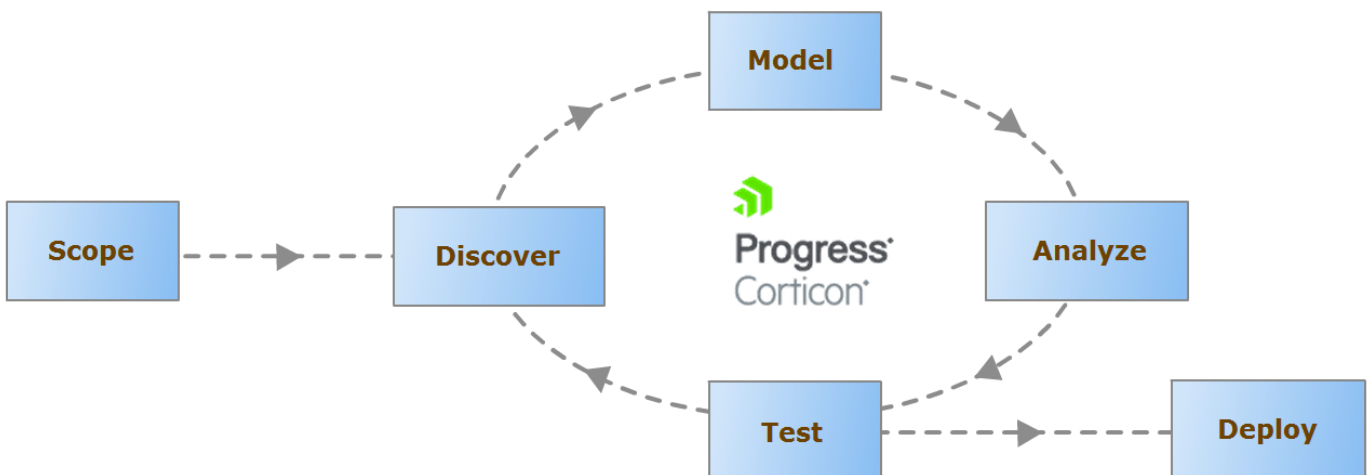 Model
Scope
Discover
Progress
Corticon
Analyze
Test
Deploy